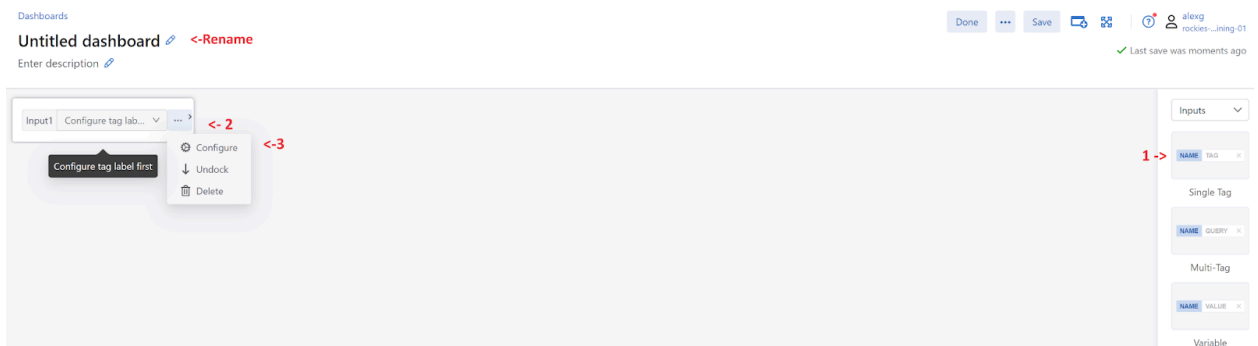 Dashboards
Untitled dashboard <-Rename
Enter description
Done ... Save alexg
rockies-...ining-01
Last save was moments ago
Input1 Configure tag lab... ... <- 2
Configure tag label first
Configure <-3
Undock
Delete
Inputs
1 -> NAME TAG ×
Single Tag
NAME QUERY ×
Multi-Tag
NAME VALUE ×
Variable